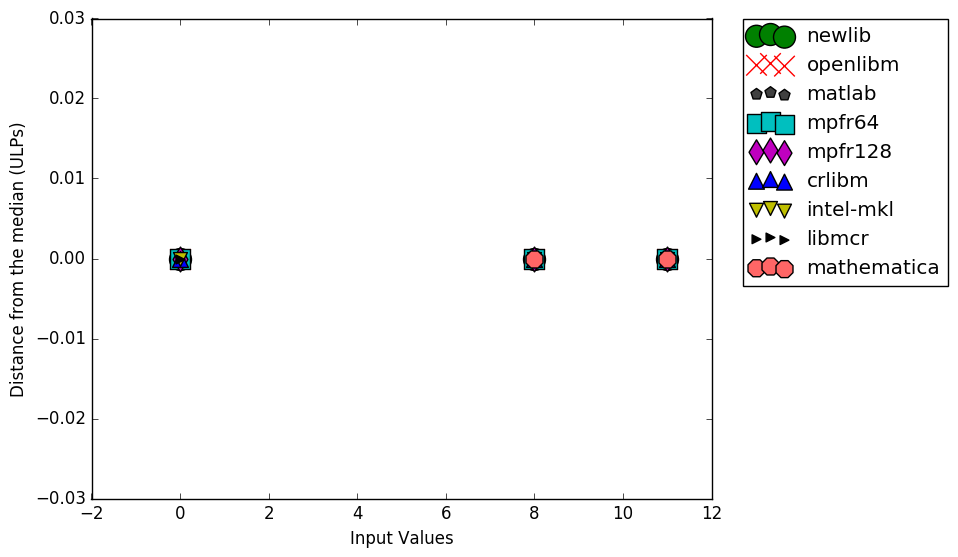 0.03
0.02
0.01
0.00
−0.01
−0.02
−0.03
−2
0
2
4
6
8
10
12
Distance from the median (ULPs)
Input Values
newlib
openlibm
matlab
mpfr64
mpfr128
crlibm
intel-mkl
libmcr
mathematica